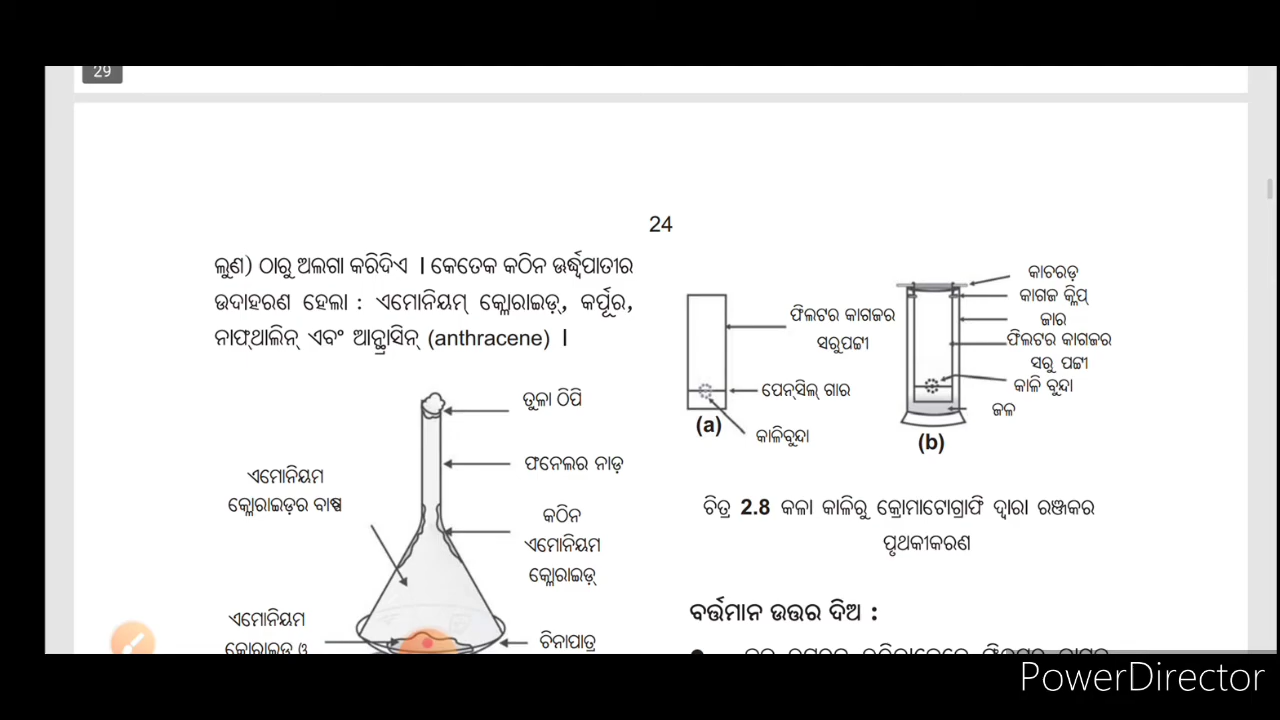 29
24
ଲୁଣ) ଠାରୁ ଅଲଗା କରିଦିଏ । କେତେକ କଠିନ ଊର୍ଦ୍ଧ୍ୱପାତୀର
ଉଦାହରଣ ହେଲା : ଏମୋନିୟମ୍ କ୍ଲୋରାଇଡ଼୍, କର୍ପୂର,
ନାଫ୍‌ଥାଲିନ୍ ଏବଂ ଆନ୍ଥ୍ରାସିନ୍ (anthracene) ।
ତୁଳା ଠିପି
ଫନେଲର ନାଡ଼
ଏମୋନିୟମ
କ୍ଲୋରାଇଡ଼ର ବାଷ୍ପ
କଠିନ
ଏମୋନିୟମ
କ୍ଲୋରାଇଡ଼୍
ଏମୋନିୟମ
କ୍ଲୋରାଇଡ ଓ
ଚିନାପାତ୍ର
ଫିଲଟର କାଗଜର
ସରୁପଟ୍ଟୀ
ପେନ୍‌ସିଲ୍ ଗାର
କାଳିବୁନ୍ଦା
(a)
କାଚରଡ଼
କାଗଜ କ୍ଲିପ୍
ଜାର
ଫିଲଟର କାଗଜର
ସରୁ ପଟ୍ଟୀ
କାଳି ବୁନ୍ଦା
ଜଳ
(b)
ଚିତ୍ର 2.8 କଳା କାଳିରୁ କ୍ରୋମାଟୋଗ୍ରାଫି ଦ୍ୱାରା ରଞ୍ଜକର
ପୃଥକୀକରଣ
ବର୍ତ୍ତମାନ ଉତ୍ତର ଦିଅ :
PowerDirector